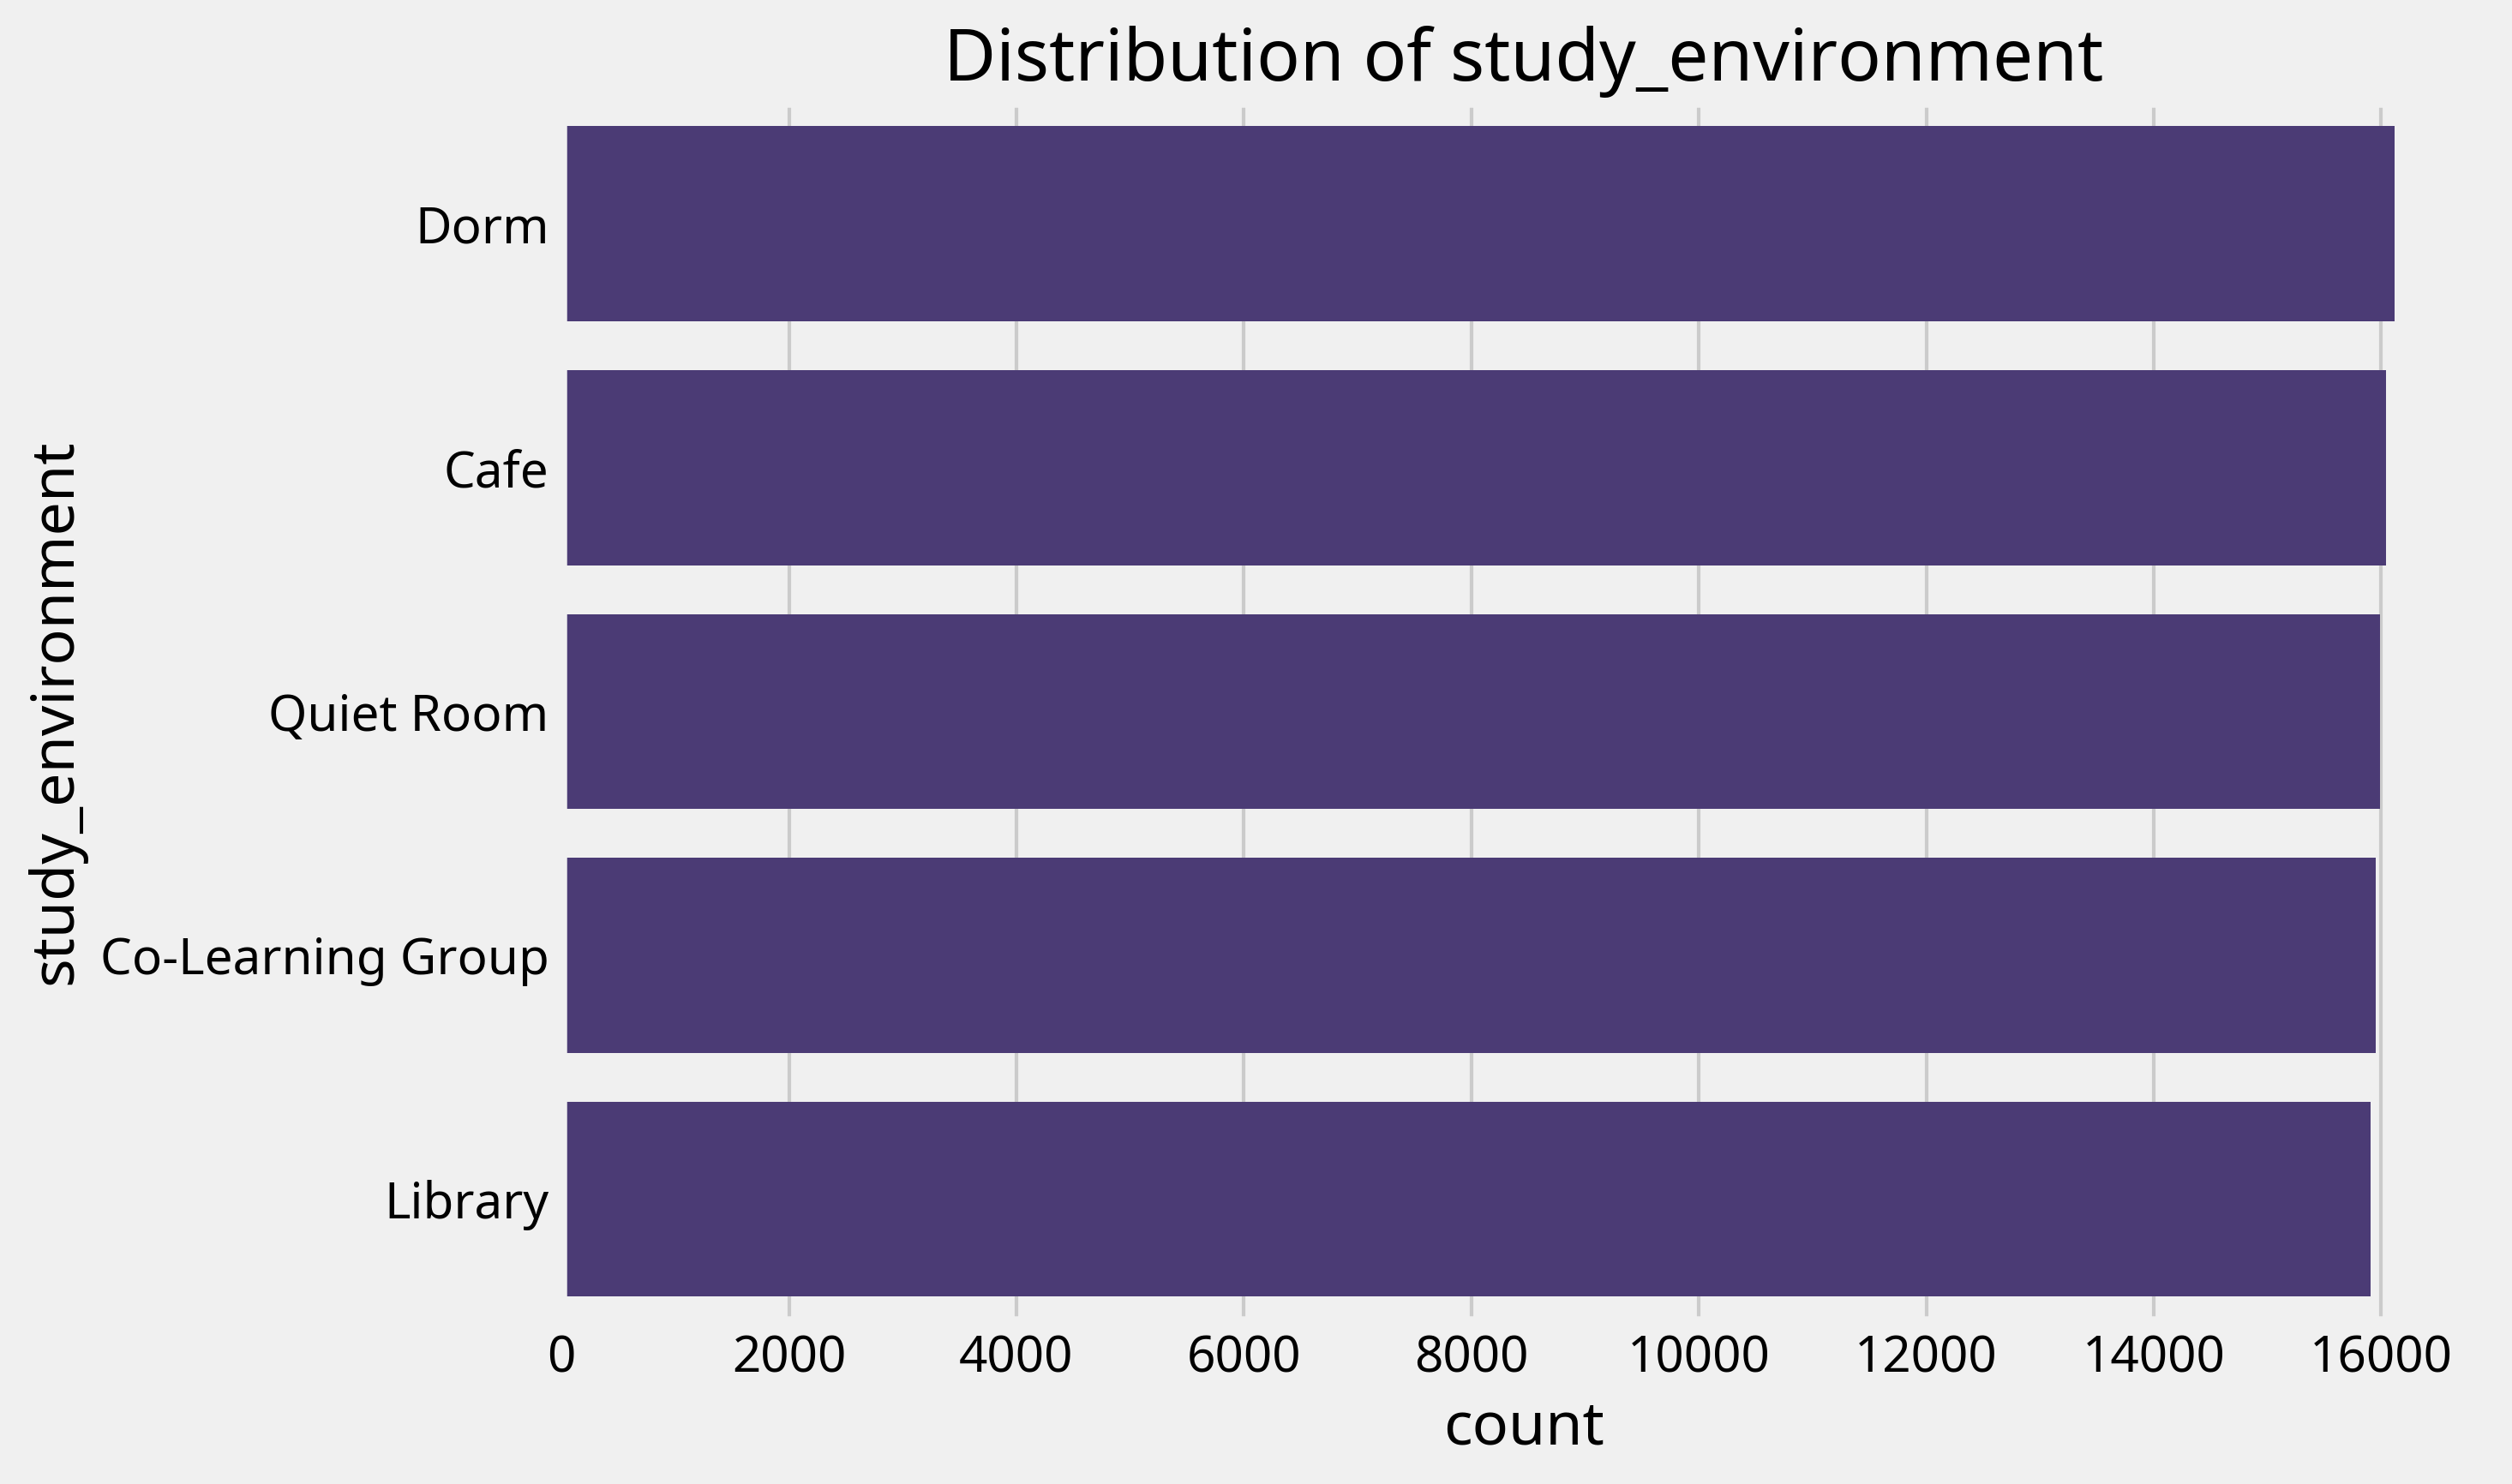 Distribution of study_environment
study_environment
Dorm
Cafe
Quiet Room
Co-Learning Group
Library
0 2000 4000 6000 8000 10000 12000 14000 16000
count